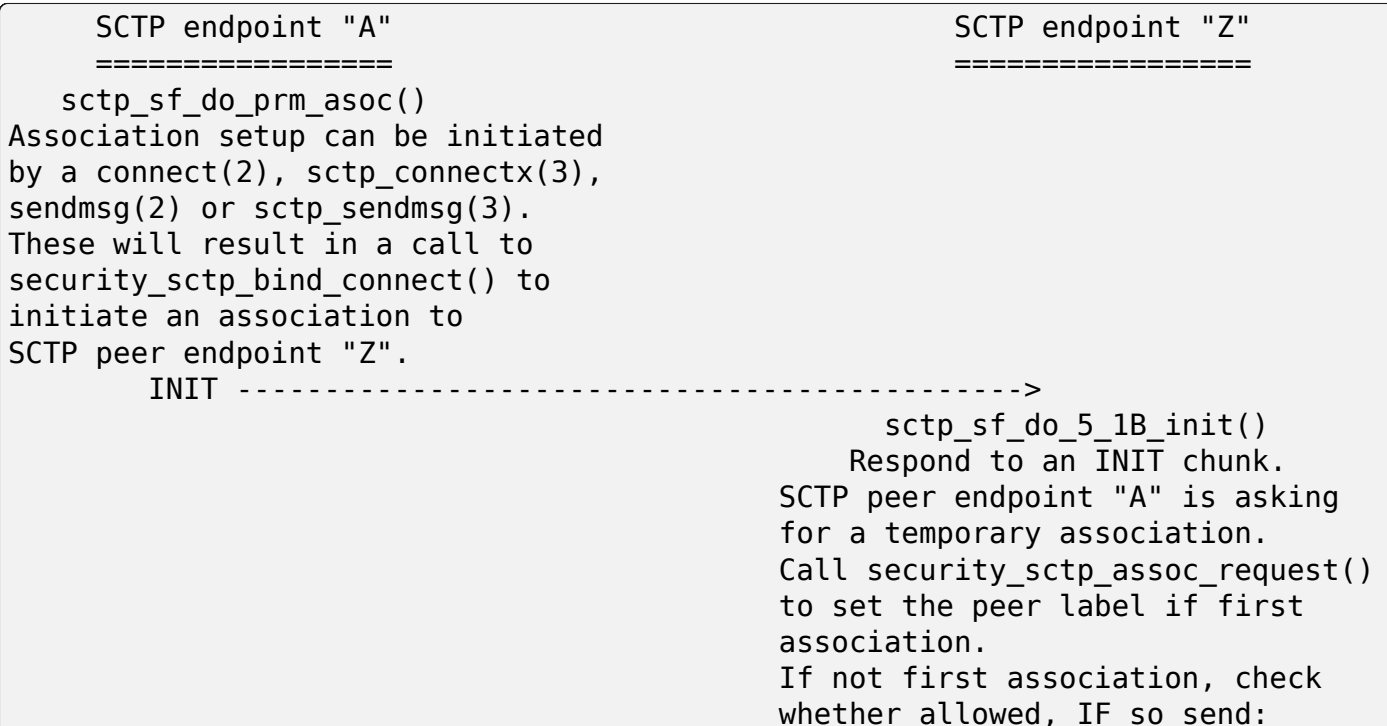 SCTP endpoint "A"                                SCTP endpoint "Z"
=================                                =================
sctp_sf_do_prm_asoc()
Association setup can be initiated
by a connect(2), sctp_connectx(3),
sendmsg(2) or sctp_sendmsg(3).
These will result in a call to
security_sctp_bind_connect() to
initiate an association to
SCTP peer endpoint "Z".
INIT --------------------------------------------->
sctp_sf_do_5_1B_init()
Respond to an INIT chunk.
SCTP peer endpoint "A" is asking
for a temporary association.
Call security_sctp_assoc_request()
to set the peer label if first
association.
If not first association, check
whether allowed, IF so send: